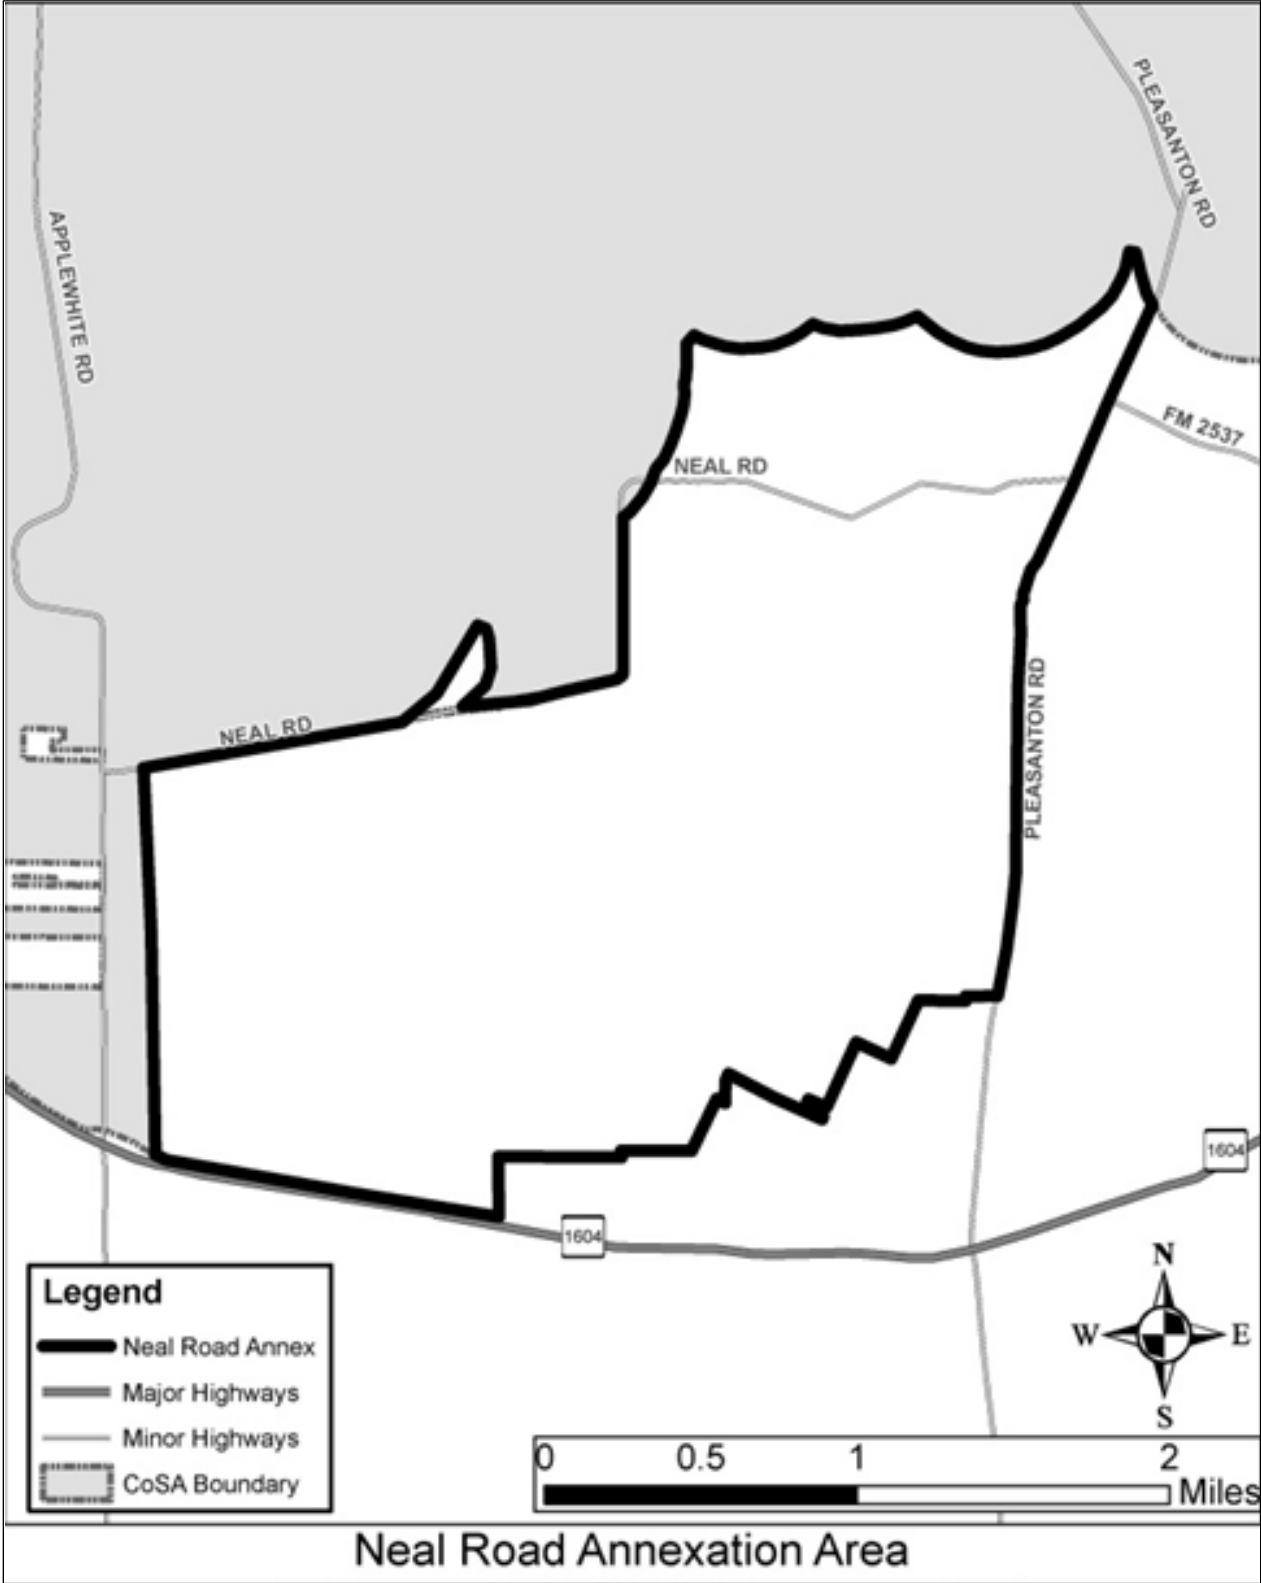 PLEASANTON RD
APPLEWHITE RD
FM 2537
NEAL RD
PLEASANTON RD
NEAL RD
1604
1604
N
W E
S
Legend
Neal Road Annex
Major Highways
Minor Highways
CoSA Boundary
0 0.5 1 2
Miles
Neal Road Annexation Area